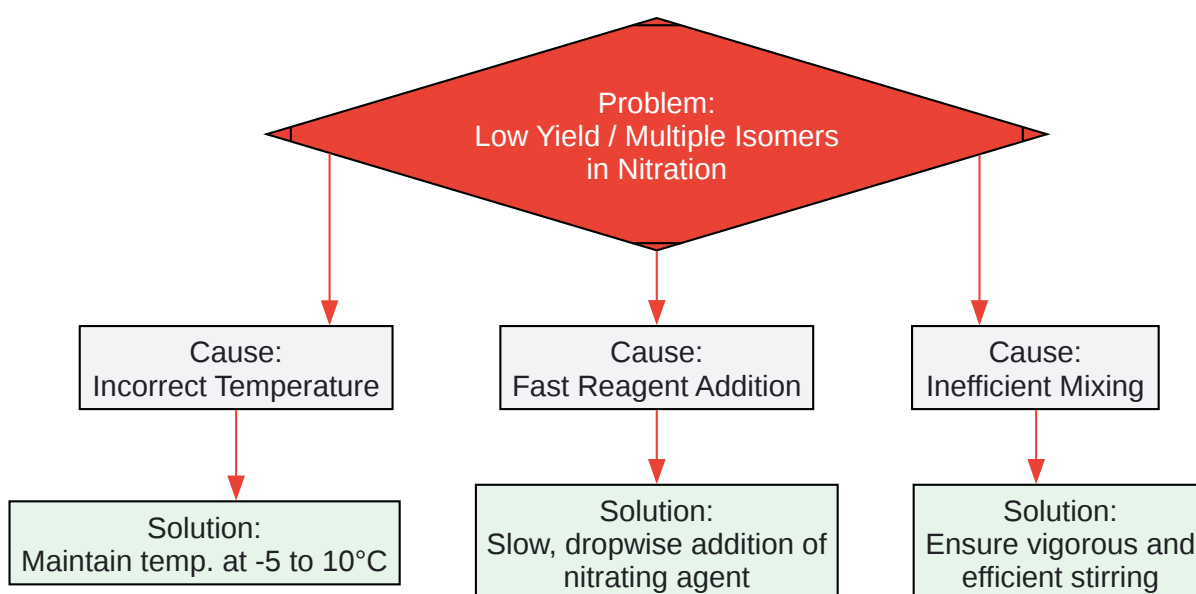 Problem:
Low Yield / Multiple Isomers
in Nitration
Cause:
Incorrect Temperature
Cause:
Fast Reagent Addition
Cause:
Inefficient Mixing
Solution:
Maintain temp. at -5 to 10°C
Solution:
Slow, dropwise addition of
nitrating agent
Solution:
Ensure vigorous and
efficient stirring